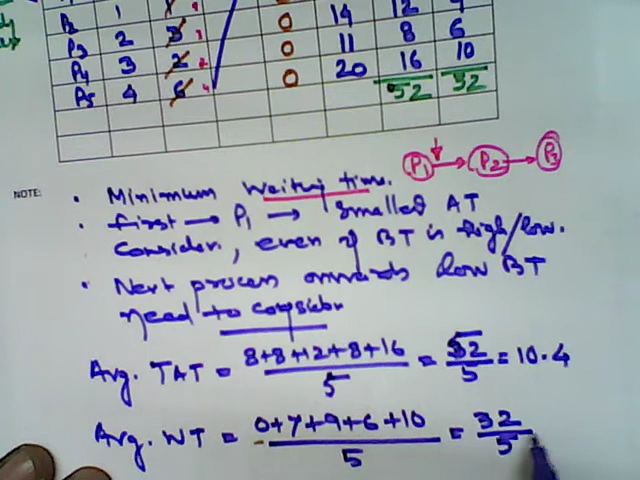 P2 1 12
P3 2 3 0 14 8 6
P4 3 2 0 11 16 10
P5 4 6 0 20 52 32
P1 → P2 → P3
NOTE:
• Minimum Waiting time.
• first → P1 → smallest AT
Consider, even if BT is high/low.
• Next process onwards low BT
need to consider
Avg. TAT = 8+8+12+8+16 / 5 = 52/5 = 10.4
Avg. WT = 0+7+9+6+10 / 5 = 32/5